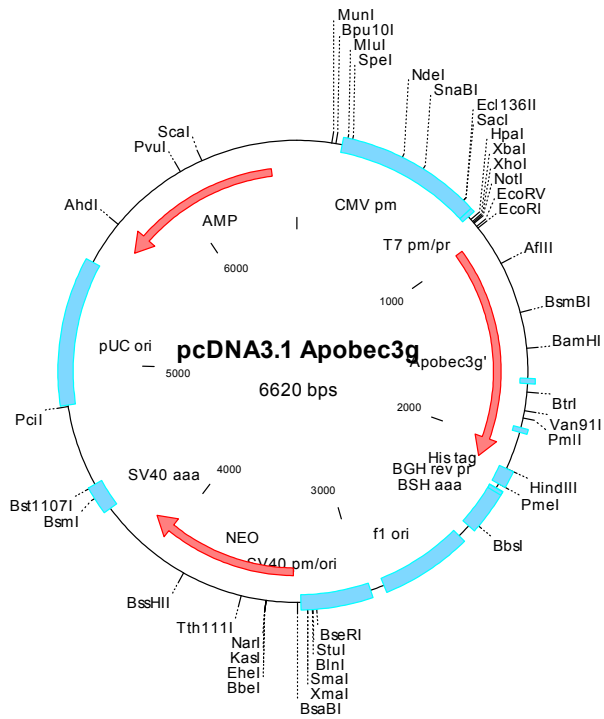 MunI
Bpu10I
MluI
SpeI
NdeI
SnaBI
Ecl136II
SacI
HpaI
XbaI
XhoI
NotI
EcoRV
EcoRI
ScaI
PvuI
AhdI
AMP
6000
CMV pm
T7 pm/pr
AflII
1000
BsmBI
BamHI
pUC ori
5000
pcDNA3.1 Apobec3g
6620 bps
Apobec3g'
BtrI
Van91I
PmlI
2000
PciI
His tag
BGH rev pr
BSH aaa
HindIII
PmeI
SV40 aaa
4000
3000
Bst1107I
BsmI
BbsI
NEO
SV40 pm/ori
f1 ori
BssHII
Tth111I
NarI
KasI
EheI
BbeI
BseRI
StuI
BlnI
SmaI
XmaI
BsaBI